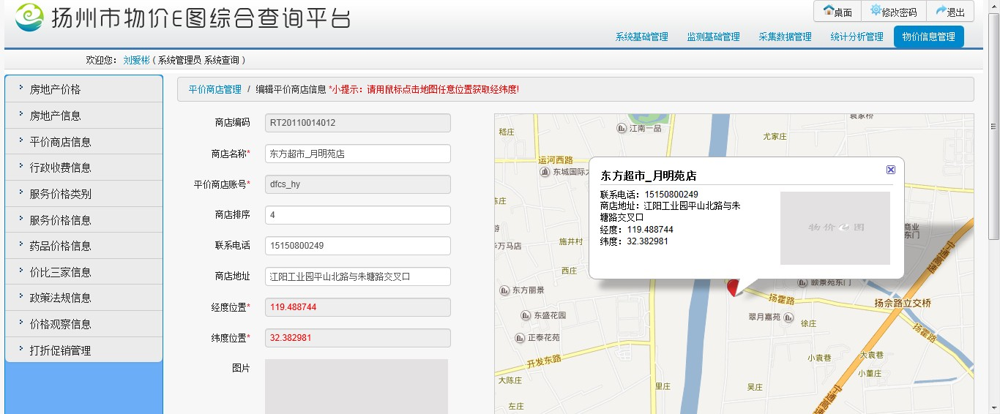 扬州市物价E图综合查询平台
桌面 修改密码 退出
系统基础管理 监测基础管理 采集数据管理 统计分析管理 物价信息管理
欢迎您： 刘爱彬 ( 系统管理员 系统查询 )
房地产价格
房地产信息
平价商店信息
行政收费信息
服务价格类别
服务价格信息
药品价格信息
价比三家信息
政策法规信息
价格观察信息
打折促销管理
平价商店管理 / 编辑平价商店信息 *小提示：请用鼠标点击地图任意位置获取经纬度!
商店编码 RT20110014012
商店名称* 东方超市_月明苑店
平价商店账号* dfcs_hy
商店排序 4
联系电话 15150800249
商店地址 江阳工业园平山北路与朱塘路交叉口
经度位置* 119.488744
纬度位置* 32.382981
图片
袁家桥
江南一品
嵇庄
尤家庄
运河西路
东城国际大
东方超市_月明苑店
联系电话：15150800249
商店地址：江阳工业园平山北路与朱
塘路交叉口
经度：119.488744
纬度：32.382981
物价e图
东庄
游
华万马店
施井村
西庄
商业
东门
宁通高速
颐景苑东门
东方丽景
扬霍路
扬余路立交桥
东盛花园
翠月嘉苑
徐庄
扬霍路
正泰花苑
开发东路
小袁巷
大袁巷
小董庄
大陈庄
里庄
吴庄
宁通高速
左庄